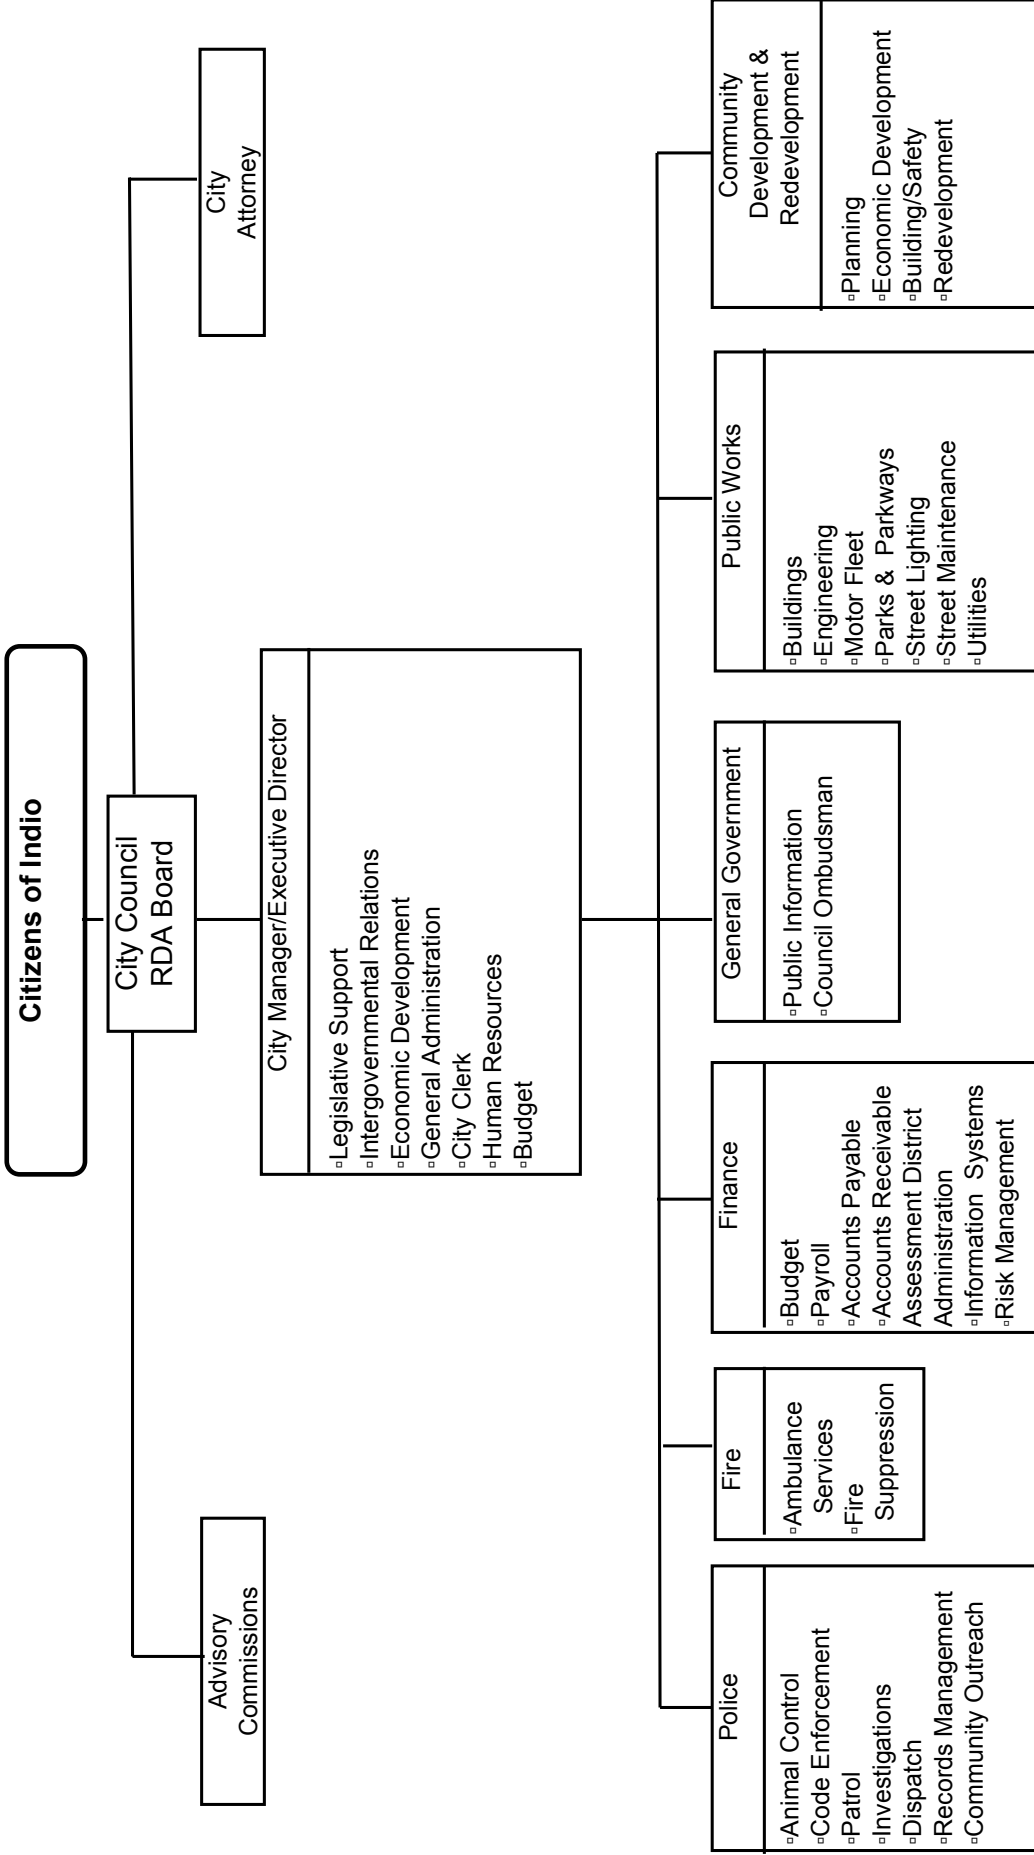 Citizens of Indio
City Council
RDA Board
Advisory
Commissions
City
Attorney
City Manager/Executive Director
▫Legislative Support
▫Intergovernmental Relations
▫Economic Development
▫General Administration
▫City Clerk
▫Human Resources
▫Budget
Police
▫Animal Control
▫Code Enforcement
▫Patrol
▫Investigations
▫Dispatch
▫Records Management
▫Community Outreach
Fire
▫Ambulance
Services
▫Fire
Suppression
Finance
▫Budget
▫Payroll
▫Accounts Payable
▫Accounts Receivable
Assessment District
Administration
▫Information Systems
▫Risk Management
General Government
▫Public Information
▫Council Ombudsman
Public Works
▫Buildings
▫Engineering
▫Motor Fleet
▫Parks & Parkways
▫Street Lighting
▫Street Maintenance
▫Utilities
Community
Development &
Redevelopment
▫Planning
▫Economic Development
▫Building/Safety
▫Redevelopment